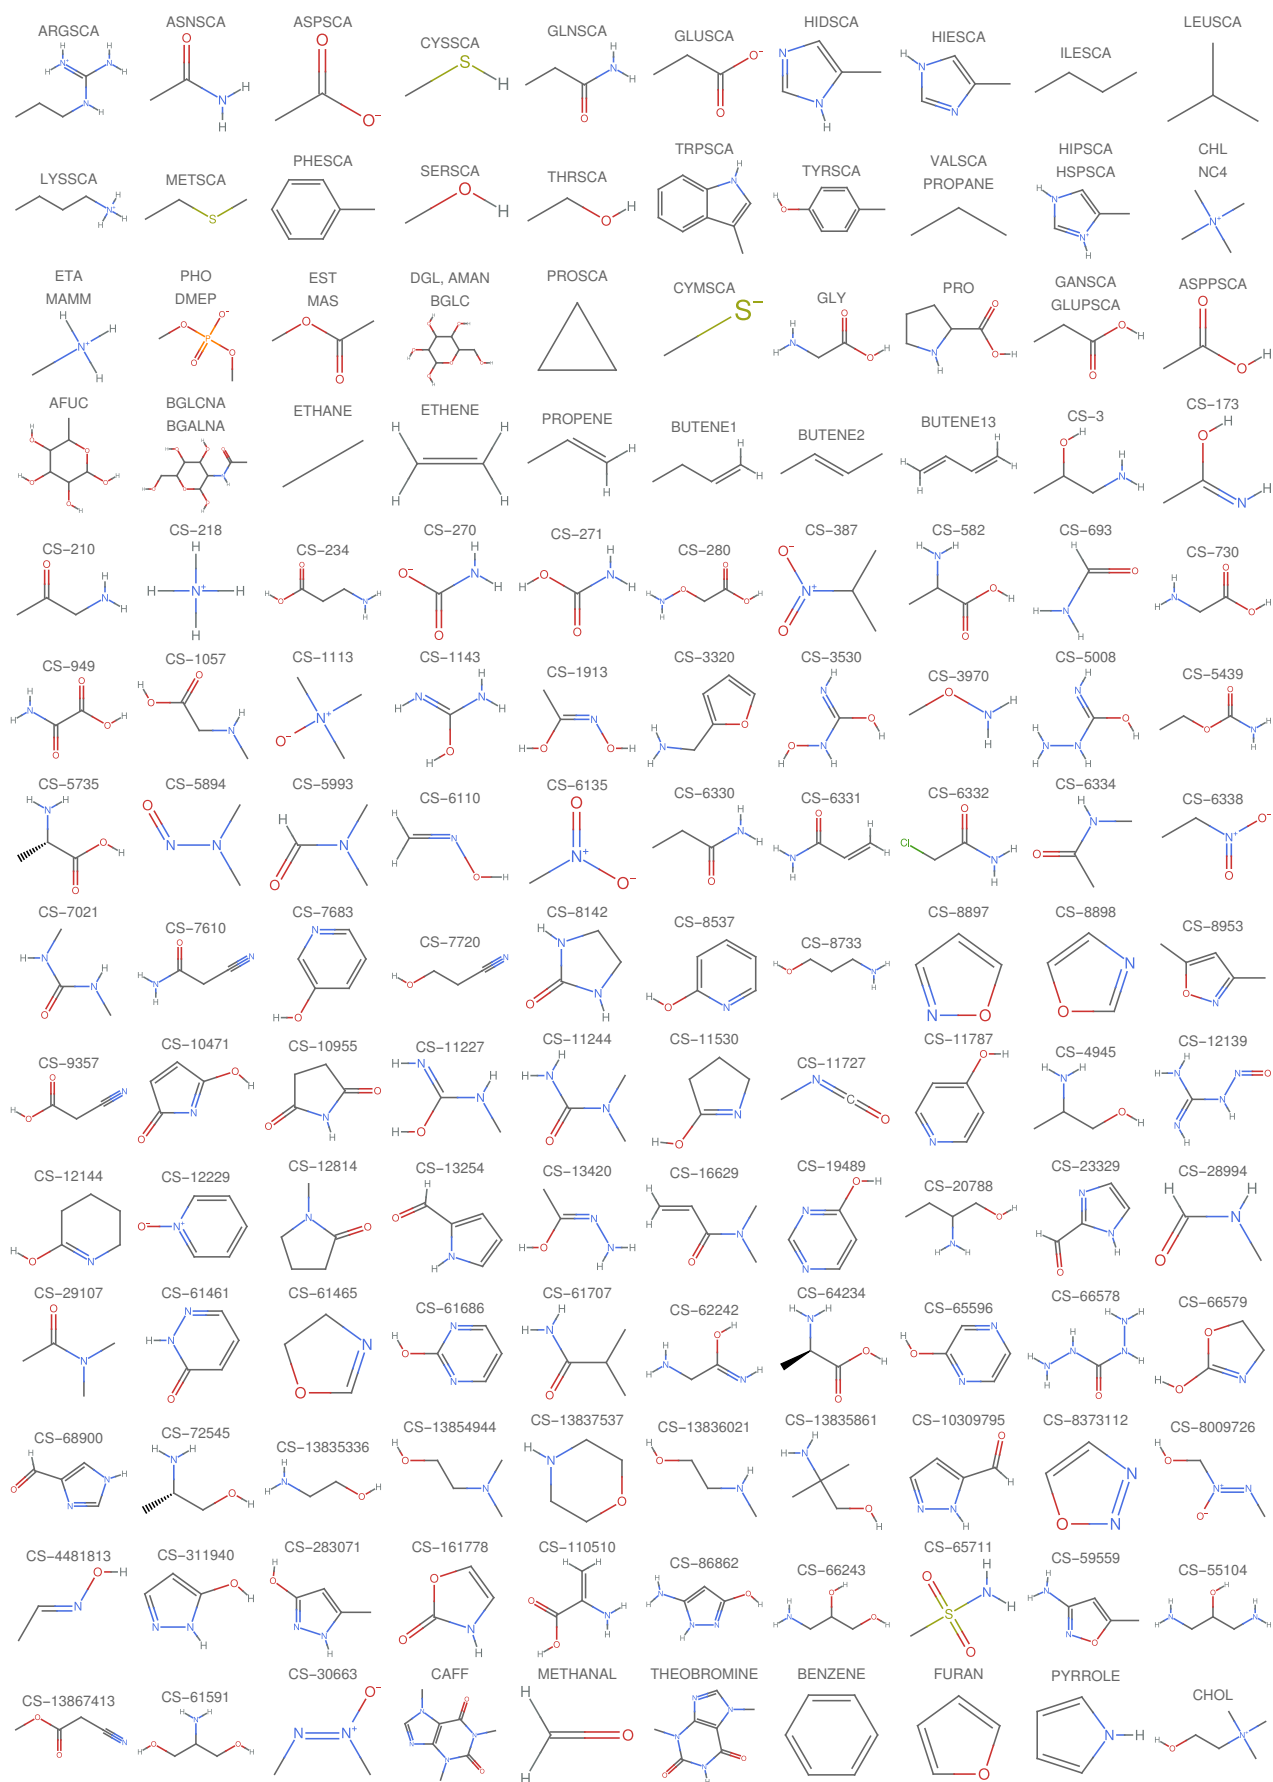 ARGSCA ASNSCA ASPSCA CYSSCA GLNSCA GLUSCA HIDSCA HIESCA ILESCA LEUSCA
LYSSCA METSCA PHESCA SERSCA THRSCA TRPSCA TYRSCA VALSCA PROPANE HIPSCA HSPSCA CHL NC4
ETA MAMM PHO DMEP EST MAS DGL, AMAN BGLC PROSCA CYMSCA GLY PRO GANSCA GLUPSCA ASPPSCA
AFUC BGLCNA BGALNA ETHANE ETHENE PROPENE BUTENE1 BUTENE2 BUTENE13 CS−3 CS−173
CS−210 CS−218 CS−234 CS−270 CS−271 CS−280 CS−387 CS−582 CS−693 CS−730
CS−949 CS−1057 CS−1113 CS−1143 CS−1913 CS−3320 CS−3530 CS−3970 CS−5008 CS−5439
CS−5735 CS−5894 CS−5993 CS−6110 CS−6135 CS−6330 CS−6331 CS−6332 CS−6334 CS−6338
CS−7021 CS−7610 CS−7683 CS−7720 CS−8142 CS−8537 CS−8733 CS−8897 CS−8898 CS−8953
CS−9357 CS−10471 CS−10955 CS−11227 CS−11244 CS−11530 CS−11727 CS−11787 CS−4945 CS−12139
CS−12144 CS−12229 CS−12814 CS−13254 CS−13420 CS−16629 CS−19489 CS−20788 CS−23329 CS−28994
CS−29107 CS−61461 CS−61465 CS−61686 CS−61707 CS−62242 CS−64234 CS−65596 CS−66578 CS−66579
CS−68900 CS−72545 CS−13835336 CS−13854944 CS−13837537 CS−13836021 CS−13835861 CS−10309795 CS−8373112 CS−8009726
CS−4481813 CS−311940 CS−283071 CS−161778 CS−110510 CS−86862 CS−66243 CS−65711 CS−59559 CS−55104
CS−13867413 CS−61591 CS−30663 CAFF METHANAL THEOBROMINE BENZENE FURAN PYRROLE CHOL